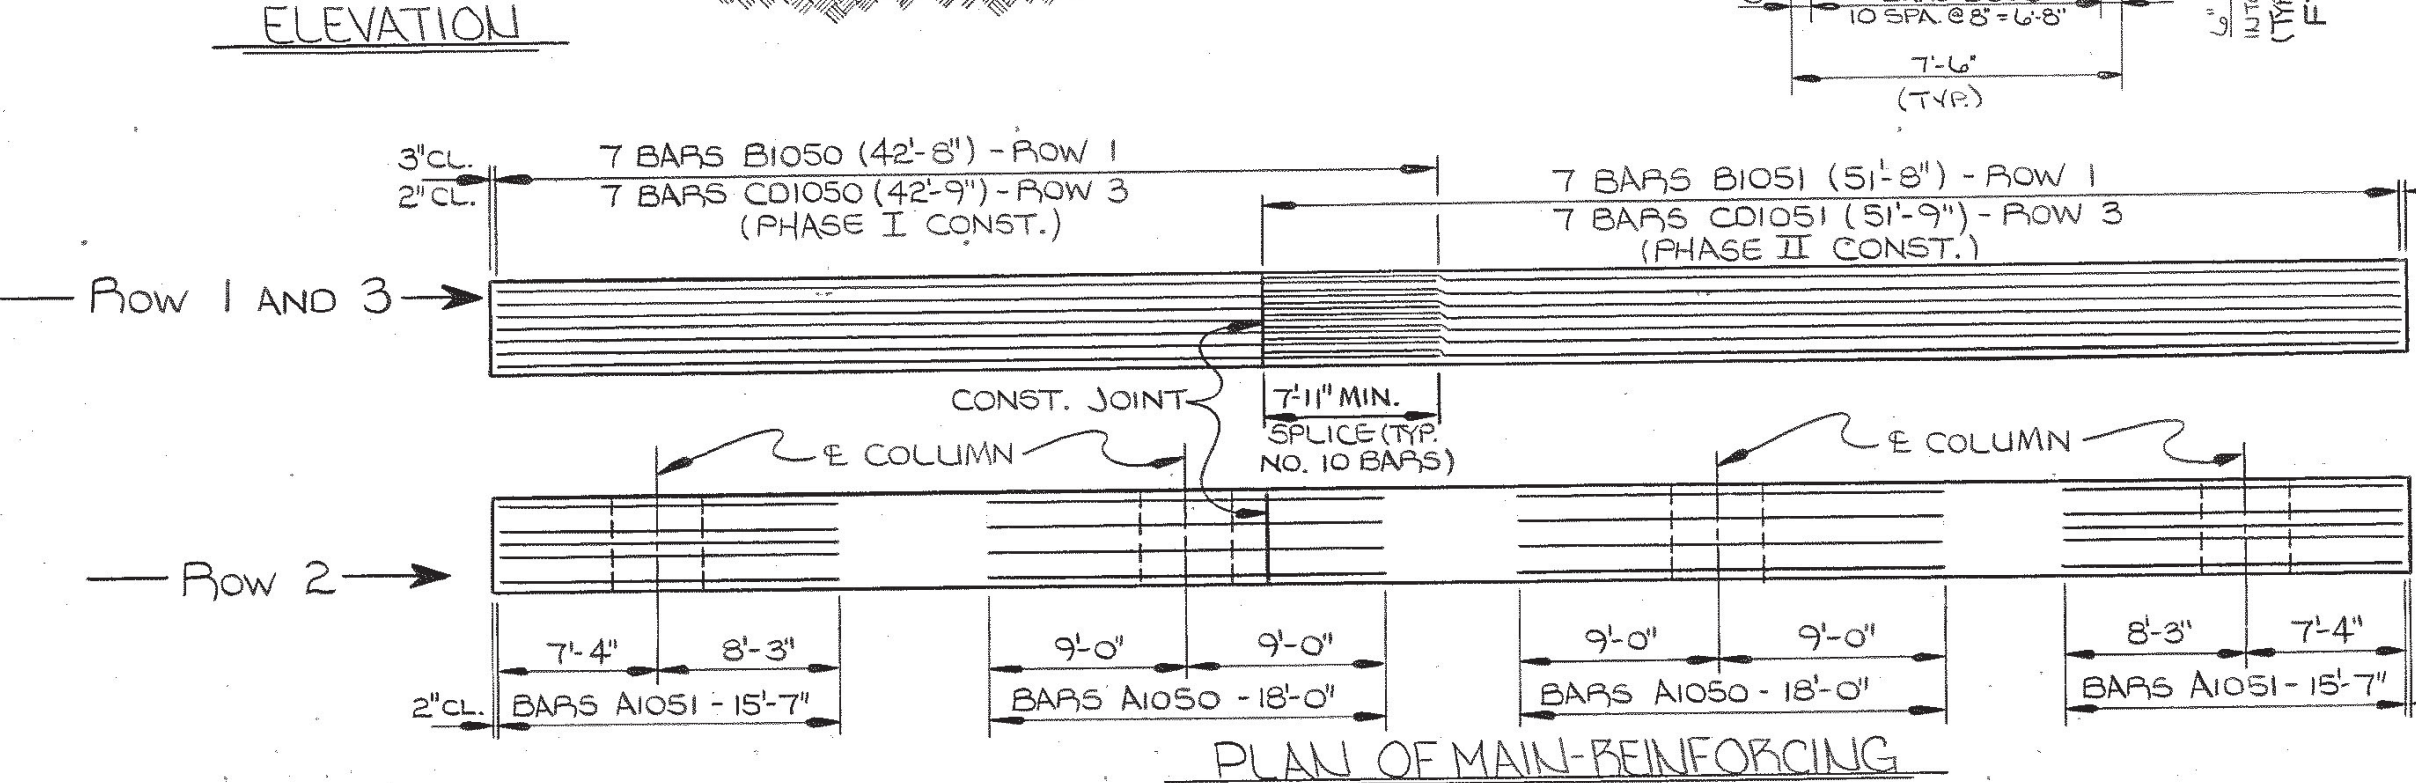 ELEVATION
10 SPA. @ 8" = 6'-8"
7'-6"
(TYP.)
3" CL.
2" CL.
7 BARS B1050 (42'-8") - ROW 1
7 BARS CD1050 (42'-9") - ROW 3
(PHASE I CONST.)
7 BARS B1051 (51'-8") - ROW 1
7 BARS CD1051 (51'-9") - ROW 3
(PHASE II CONST.)
ROW 1 AND 3
CONST. JOINT
7'-11" MIN.
SPLICE (TYP.
NO. 10 BARS)
℄ COLUMN
℄ COLUMN
ROW 2
7'-4"
8'-3"
9'-0"
9'-0"
9'-0"
9'-0"
8'-3"
7'-4"
2" CL.
BARS A1051 - 15'-7"
BARS A1050 - 18'-0"
BARS A1050 - 18'-0"
BARS A1051 - 15'-7"
PLAN OF MAIN-REINFORCING